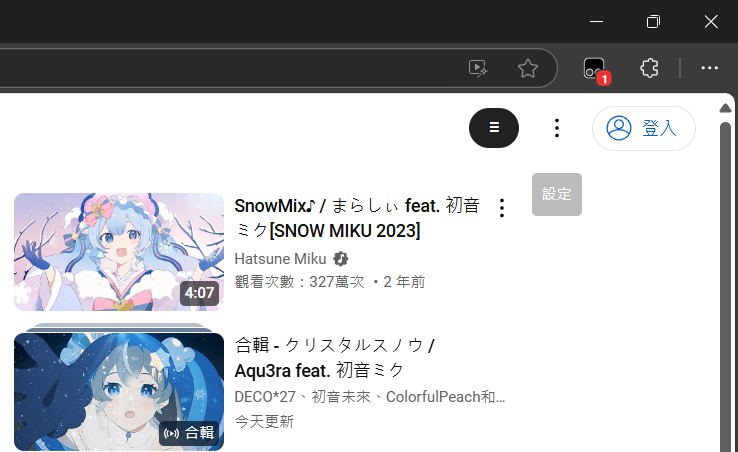 1
登入
設定
SnowMix♪ / まらしぃ feat. 初音
ミク[SNOW MIKU 2023]
Hatsune Miku
觀看次數：327萬次 • 2 年前
4:07
合輯 - クリスタルスノウ /
Aqu3ra feat. 初音ミク
DECO*27、初音未來、ColorfulPeach和...
今天更新
合輯